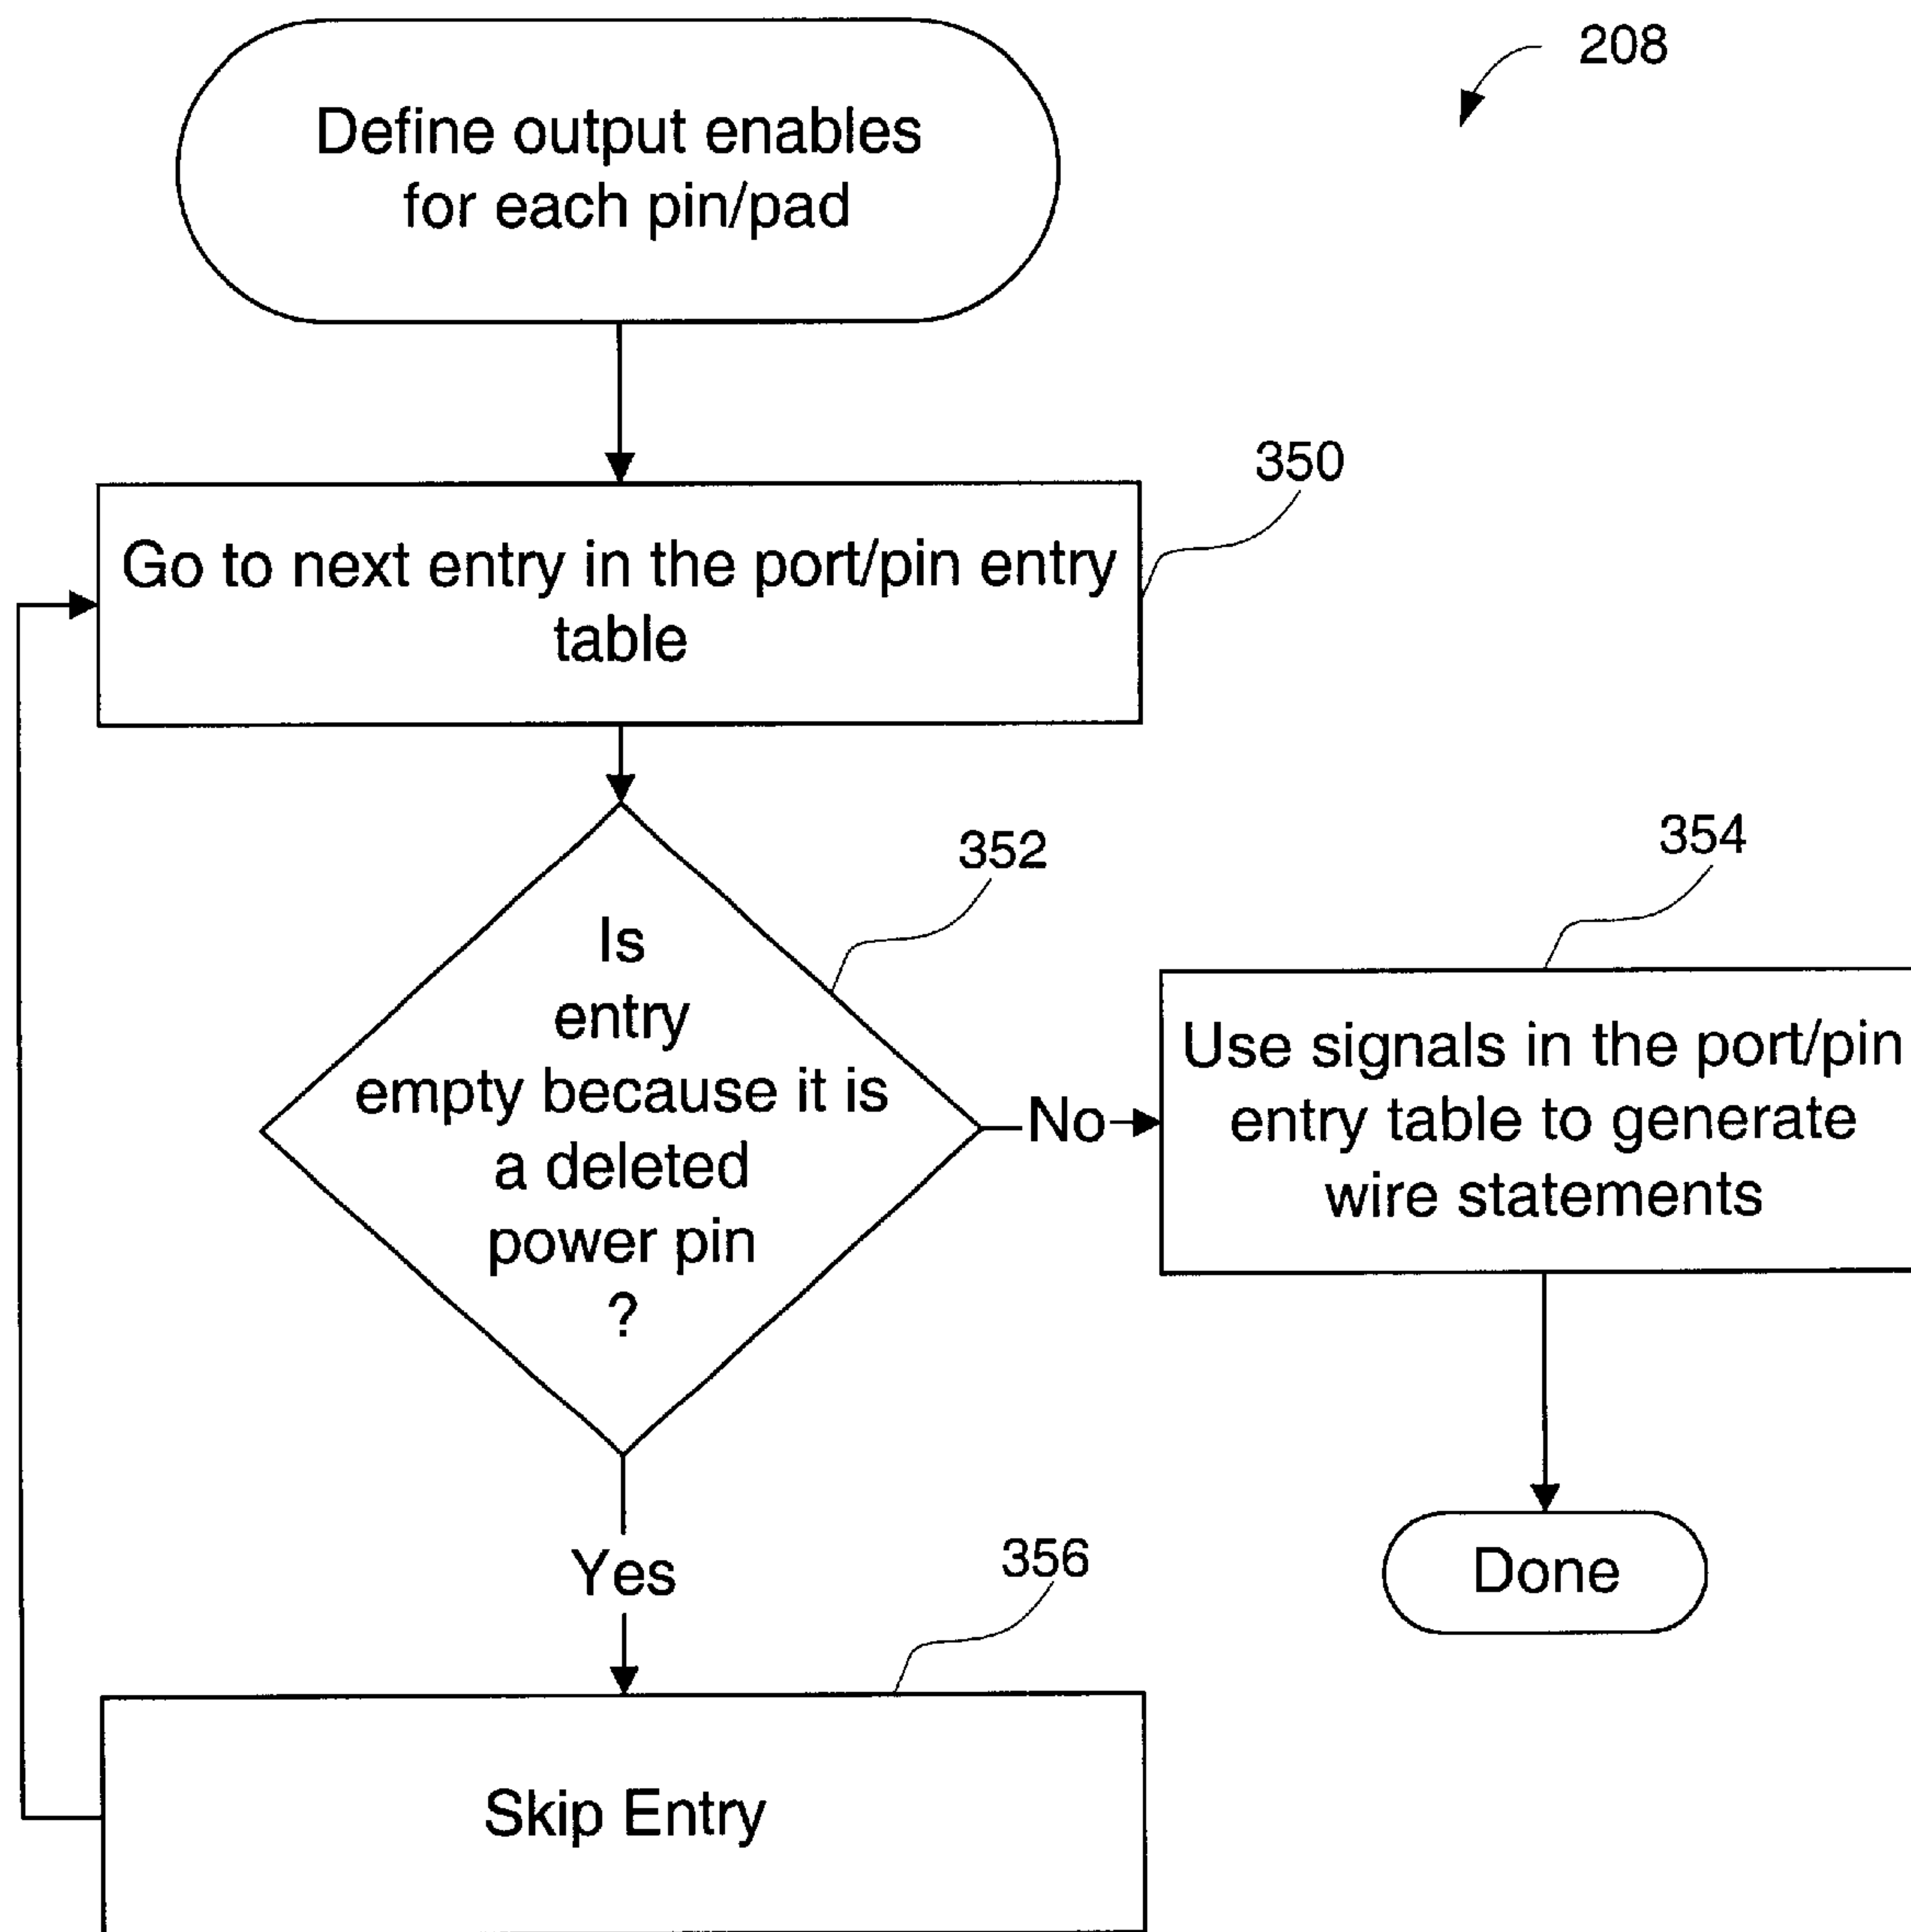 208
Define output enables
for each pin/pad
350
Go to next entry in the port/pin entry
table
352
Is
entry
empty because it is
a deleted
power pin
?
No
354
Use signals in the port/pin
entry table to generate
wire statements
Yes
Done
356
Skip Entry